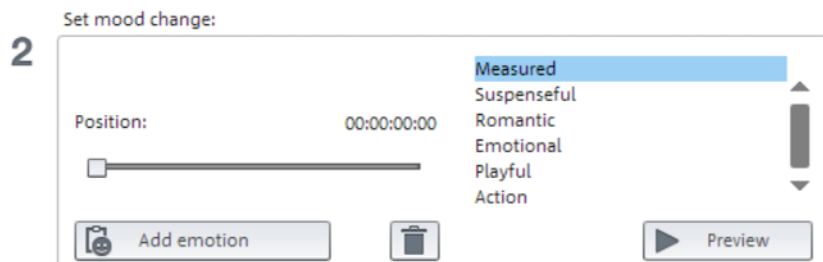 Set mood change:
2
Measured
Suspenseful
Position: 00:00:00:00
Romantic
Emotional
Playful
Action
Add emotion
Preview